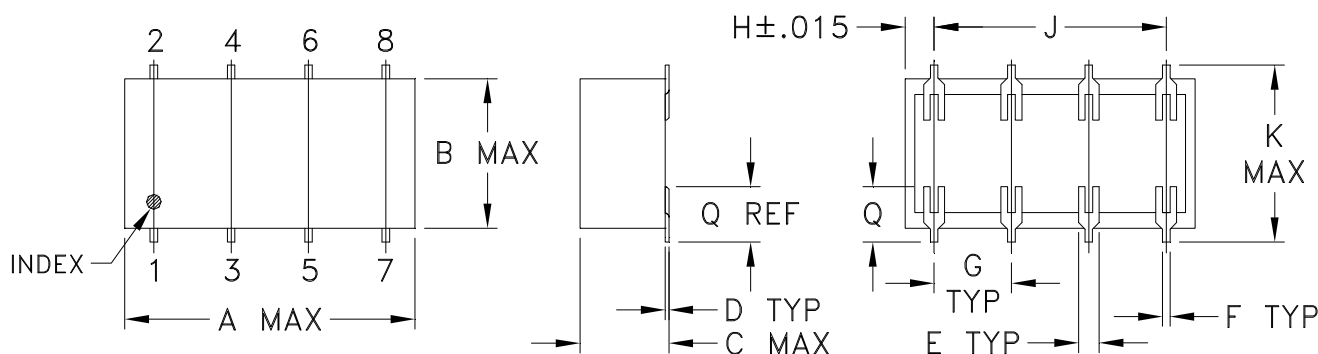 2 4 6 8
B MAX
INDEX
1 3 5 7
A MAX
Q REF
D TYP
C MAX
H±.015
J
K
MAX
Q
G
TYP
E TYP
F TYP